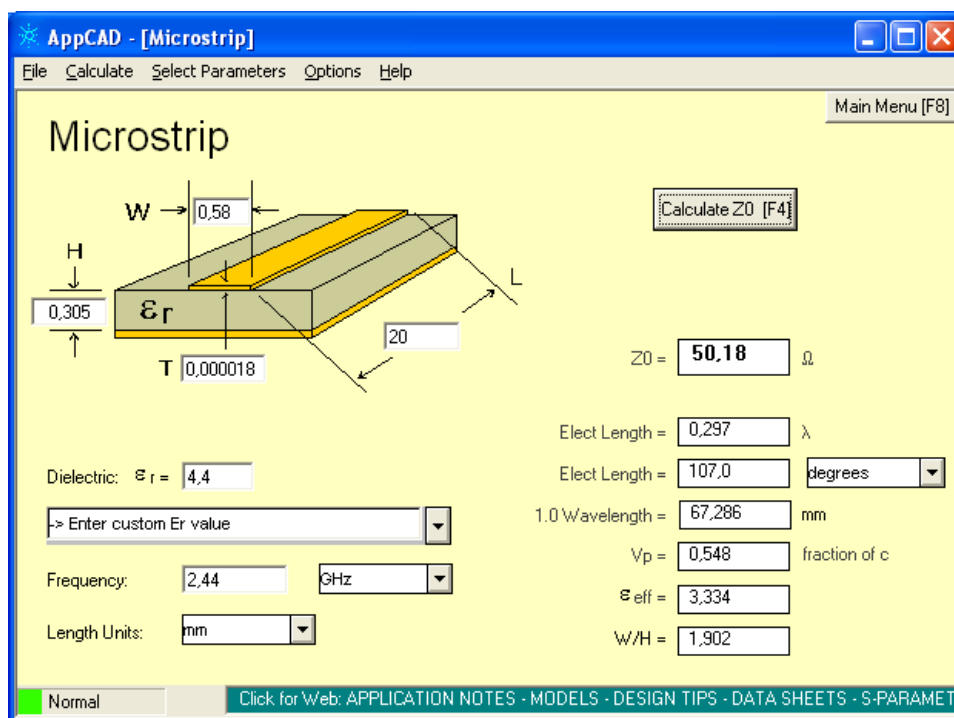 AppCAD - [Microstrip]
File Calculate Select Parameters Options Help
Main Menu [F8]
Microstrip
W 0,58
Calculate Z0 [F4]
H
L
0,305 εr
20
T 0,000018
Z0 = 50,18 Ω
Elect Length = 0,297 λ
Dielectric: εr = 4,4
Elect Length = 107,0 degrees
-> Enter custom Er value
1.0 Wavelength = 67,286 mm
Vp = 0,548 fraction of c
Frequency: 2,44 GHz
εeff = 3,334
Length Units: mm
W/H = 1,902
Normal
Click for Web: APPLICATION NOTES - MODELS - DESIGN TIPS - DATA SHEETS - S-PARAMET